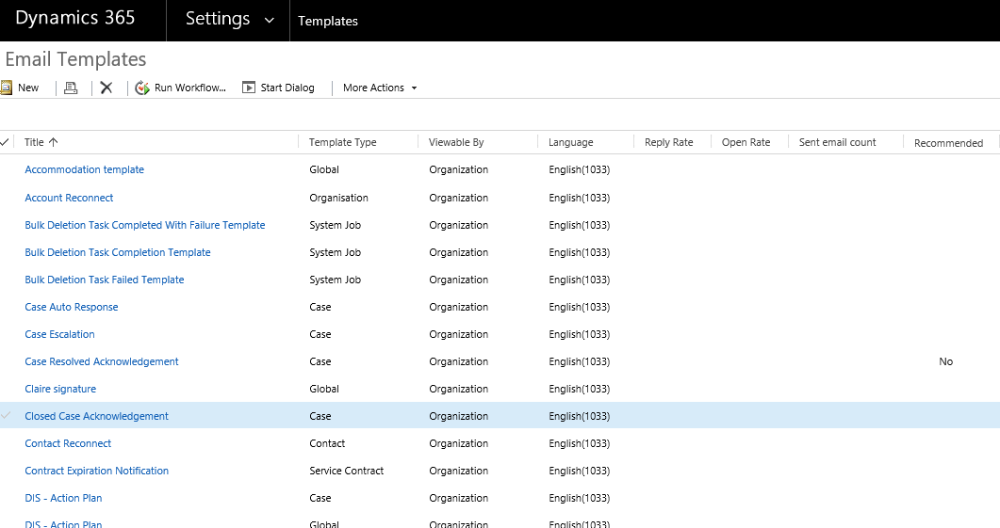 Dynamics 365 Settings Templates
Email Templates
New Run Workflow... Start Dialog More Actions
Title Template Type Viewable By Language Reply Rate Open Rate Sent email count Recommended
Accommodation template Global Organization English(1033)
Account Reconnect Organisation Organization English(1033)
Bulk Deletion Task Completed With Failure Template System Job Organization English(1033)
Bulk Deletion Task Completion Template System Job Organization English(1033)
Bulk Deletion Task Failed Template System Job Organization English(1033)
Case Auto Response Case Organization English(1033)
Case Escalation Case Organization English(1033)
Case Resolved Acknowledgement Case Organization English(1033) No
Claire signature Global Organization English(1033)
Closed Case Acknowledgement Case Organization English(1033)
Contact Reconnect Contact Organization English(1033)
Contract Expiration Notification Service Contract Organization English(1033)
DIS - Action Plan Case Organization English(1033)
DIS - Action Plan Global Organization English(1033)